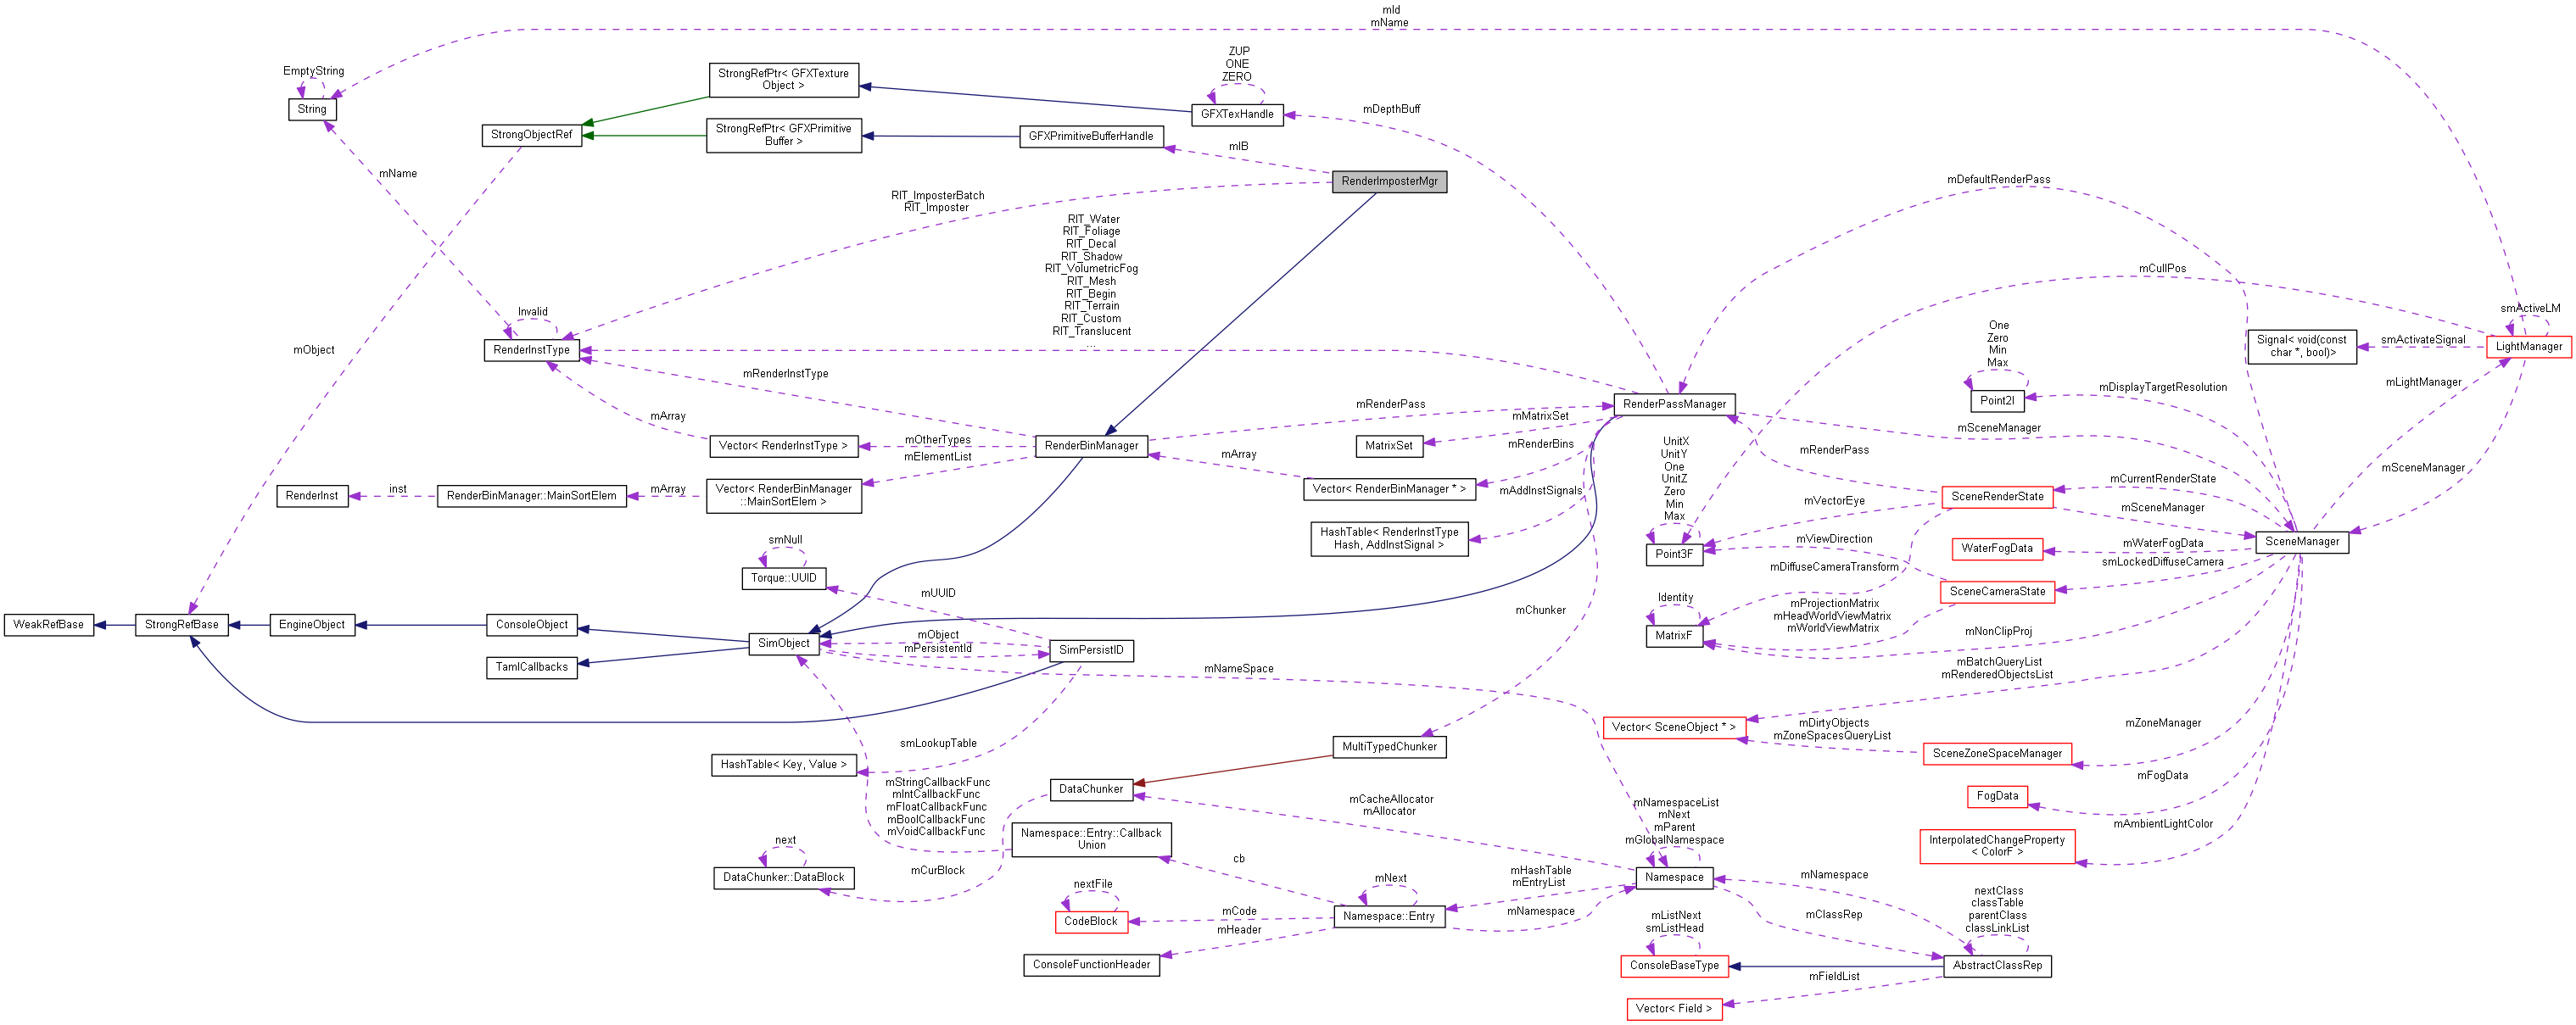 mId
mName
EmptyString
String
StrongRefPtr< GFXTexture
Object >
ZUP
ONE
ZERO
GFXTexHandle
mDepthBuff
StrongObjectRef
StrongRefPtr< GFXPrimitive
Buffer >
GFXPrimitiveBufferHandle
mIB
RenderImposterMgr
mName
RIT_ImposterBatch
RIT_Imposter
mDefaultRenderPass
RIT_Water
RIT_Foliage
RIT_Decal
RIT_Shadow
RIT_VolumetricFog
RIT_Mesh
RIT_Begin
RIT_Terrain
RIT_Custom
RIT_Translucent
...
mCullPos
smActiveLM
LightManager
Signal< void(const
char *, bool)>
smActivateSignal
Invalid
RenderInstType
mObject
One
Zero
Min
Max
Point2I
mDisplayTargetResolution
mLightManager
mRenderInstType
mArray
Vector< RenderInstType >
mOtherTypes
mElementList
RenderBinManager
mRenderPass
RenderPassManager
mMatrixSet
MatrixSet
mRenderBins
mSceneManager
mArray
Vector< RenderBinManager * >
mAddInstSignals
UnitX
UnitY
One
UnitZ
Zero
Min
Max
Point3F
mRenderPass
mSceneManager
SceneRenderState
mCurrentRenderState
mSceneManager
mVectorEye
RenderInst
inst
RenderBinManager::MainSortElem
mArray
Vector< RenderBinManager
::MainSortElem >
HashTable< RenderInstType
Hash, AddInstSignal >
mViewDirection
WaterFogData
mWaterFogData
SceneManager
smLockedDiffuseCamera
mDiffuseCameraTransform
SceneCameraState
smNull
Torque::UUID
mUUID
mChunker
Identity
MatrixF
mProjectionMatrix
mHeadWorldViewMatrix
mWorldViewMatrix
mNonClipProj
WeakRefBase
StrongRefBase
EngineObject
ConsoleObject
TamlCallbacks
SimObject
mObject
mPersistentId
SimPersistID
mNameSpace
mBatchQueryList
mRenderedObjectsList
Vector< SceneObject * >
mDirtyObjects
mZoneSpacesQueryList
mZoneManager
SceneZoneSpaceManager
smLookupTable
HashTable< Key, Value >
MultiTypedChunker
DataChunker
mStringCallbackFunc
mIntCallbackFunc
mFloatCallbackFunc
mBoolCallbackFunc
mVoidCallbackFunc
mCacheAllocator
mAllocator
FogData
mFogData
mNamespaceList
mNext
mParent
mGlobalNamespace
Namespace
mAmbientLightColor
InterpolatedChangeProperty
< ColorF >
Namespace::Entry::Callback
Union
next
DataChunker::DataBlock
mCurBlock
cb
mNext
Namespace::Entry
mHashTable
mEntryList
mNamespace
mNamespace
mClassRep
nextClass
classTable
parentClass
classLinkList
AbstractClassRep
nextFile
CodeBlock
mCode
mHeader
ConsoleFunctionHeader
mListNext
smListHead
ConsoleBaseType
mFieldList
Vector< Field >